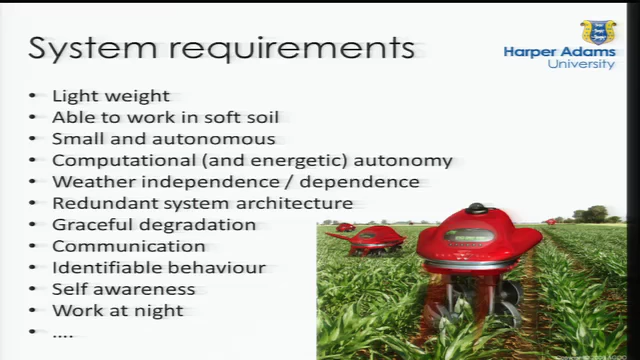 System requirements
Harper Adams
University
• Light weight
• Able to work in soft soil
• Small and autonomous
• Computational (and energetic) autonomy
• Weather independence / dependence
• Redundant system architecture
• Graceful degradation
• Communication
• Identifiable behaviour
• Self awareness
• Work at night
• ....